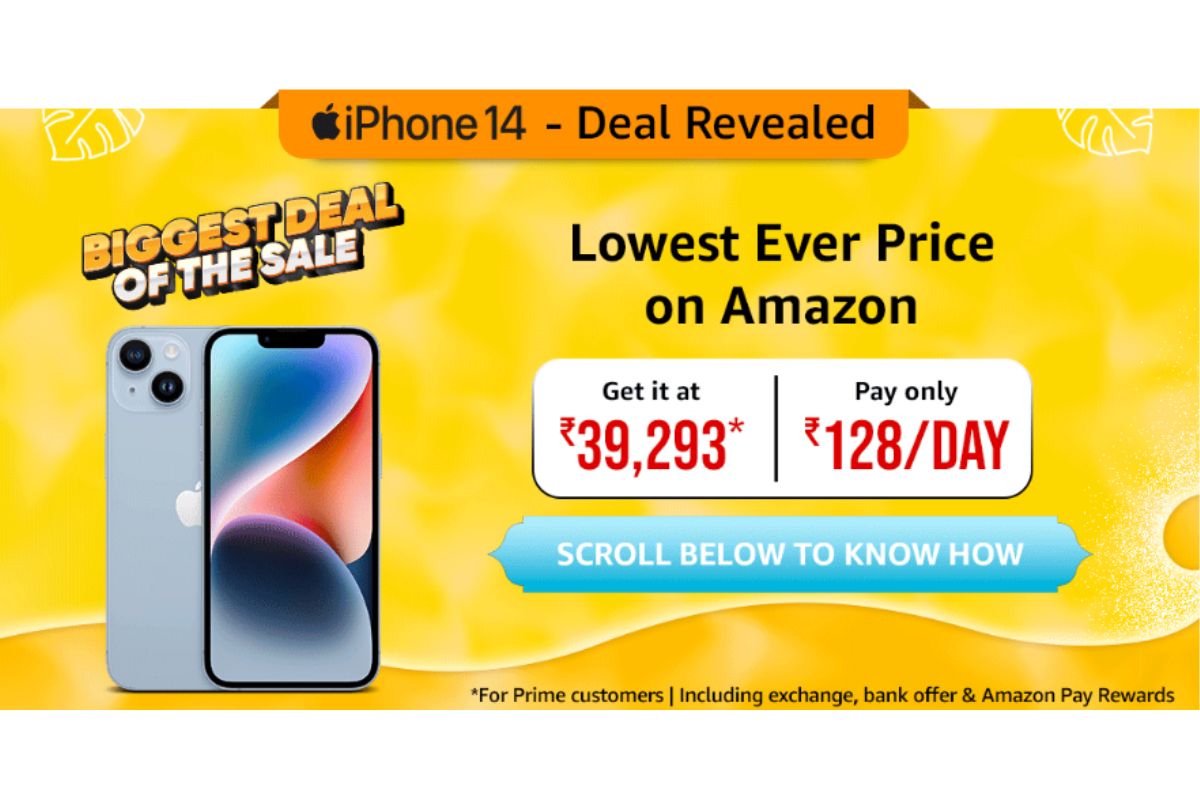 iPhone 14 - Deal Revealed
BIGGEST DEAL
OF THE SALE
Lowest Ever Price
on Amazon
Get it at
₹39,293*
Pay only
₹128/DAY
SCROLL BELOW TO KNOW HOW
*For Prime customers | Including exchange, bank offer & Amazon Pay Rewards